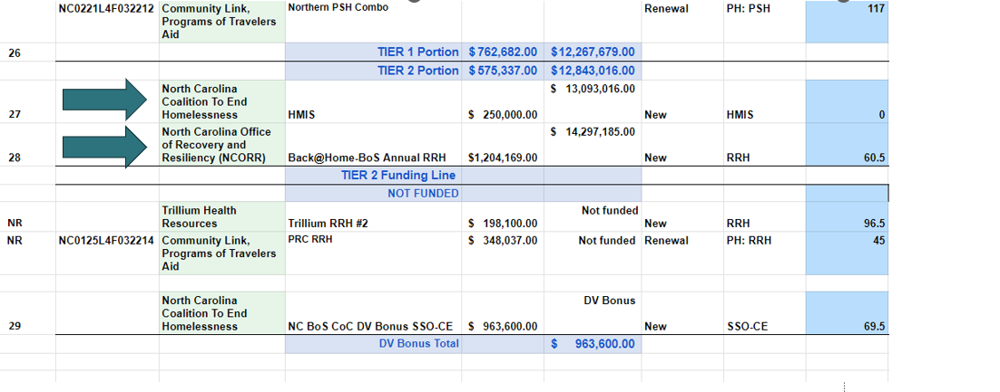 NC0221L4F032212 Community Link, Northern PSH Combo Renewal PH: PSH 117
Programs of Travelers
Aid
26 TIER 1 Portion $ 762,682.00 $12,267,679.00
TIER 2 Portion $ 575,337.00 $12,843,016.00
North Carolina $ 13,093,016.00
Coalition To End
27 Homelessness HMIS $ 250,000.00 New HMIS 0
North Carolina Office $ 14,297,185.00
of Recovery and
28 Resiliency (NCORR) Back@Home-BoS Annual RRH $1,204,169.00 New RRH 60.5
TIER 2 Funding Line
NOT FUNDED
Trillium Health Not funded
NR Resources Trillium RRH #2 $ 198,100.00 New RRH 96.5
NR NC0125L4F032214 Community Link, PRC RRH $ 348,037.00 Not funded Renewal PH: RRH 45
Programs of Travelers
Aid
North Carolina DV Bonus
Coalition To End
29 Homelessness NC BoS CoC DV Bonus SSO-CE $ 963,600.00 New SSO-CE 69.5
DV Bonus Total $ 963,600.00